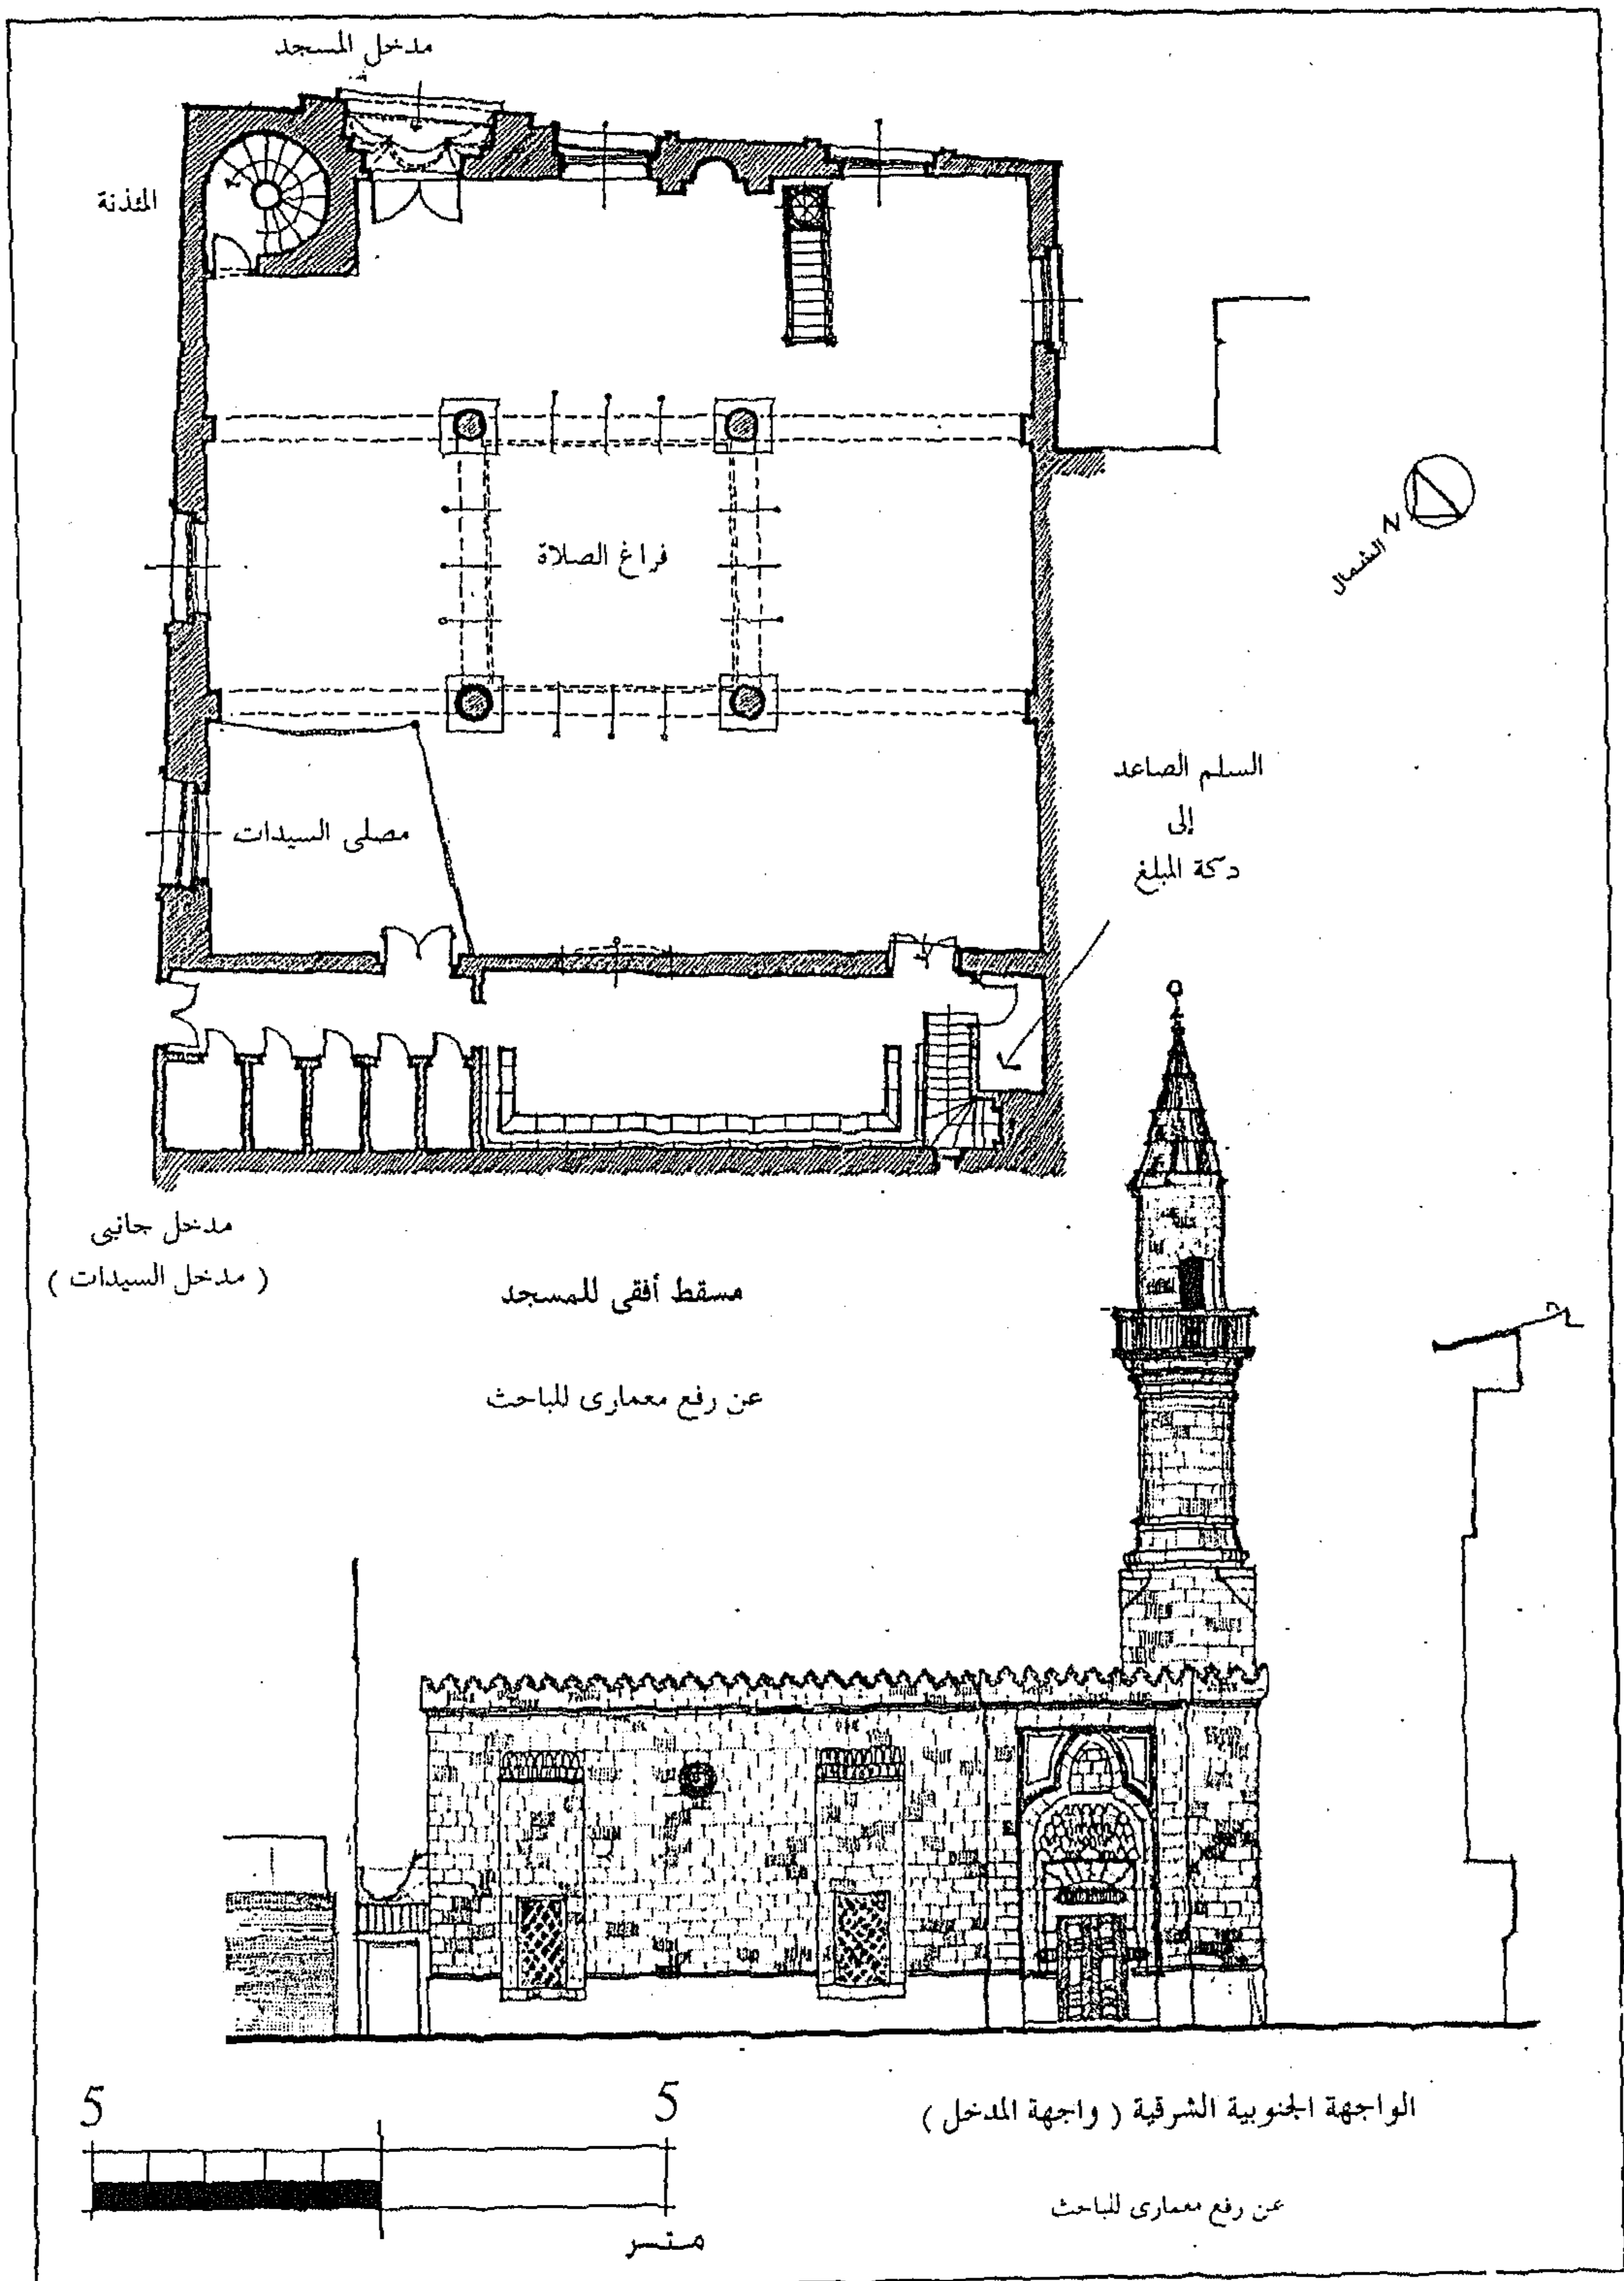 مدخل المسجد
المئذنة
فراغ الصلاة
N
الشمال
السلم الصاعد
إلى
دكة المبلغ
مصلى السيدات
مدخل جانبى
( مدخل السيدات )
مسقط أفقى للمسجد
عن رفع معمارى للباحث
الواجهة الجنوبية الشرقية ( واجهة المدخل )
عن رفع معمارى للباحث
5 5
متر